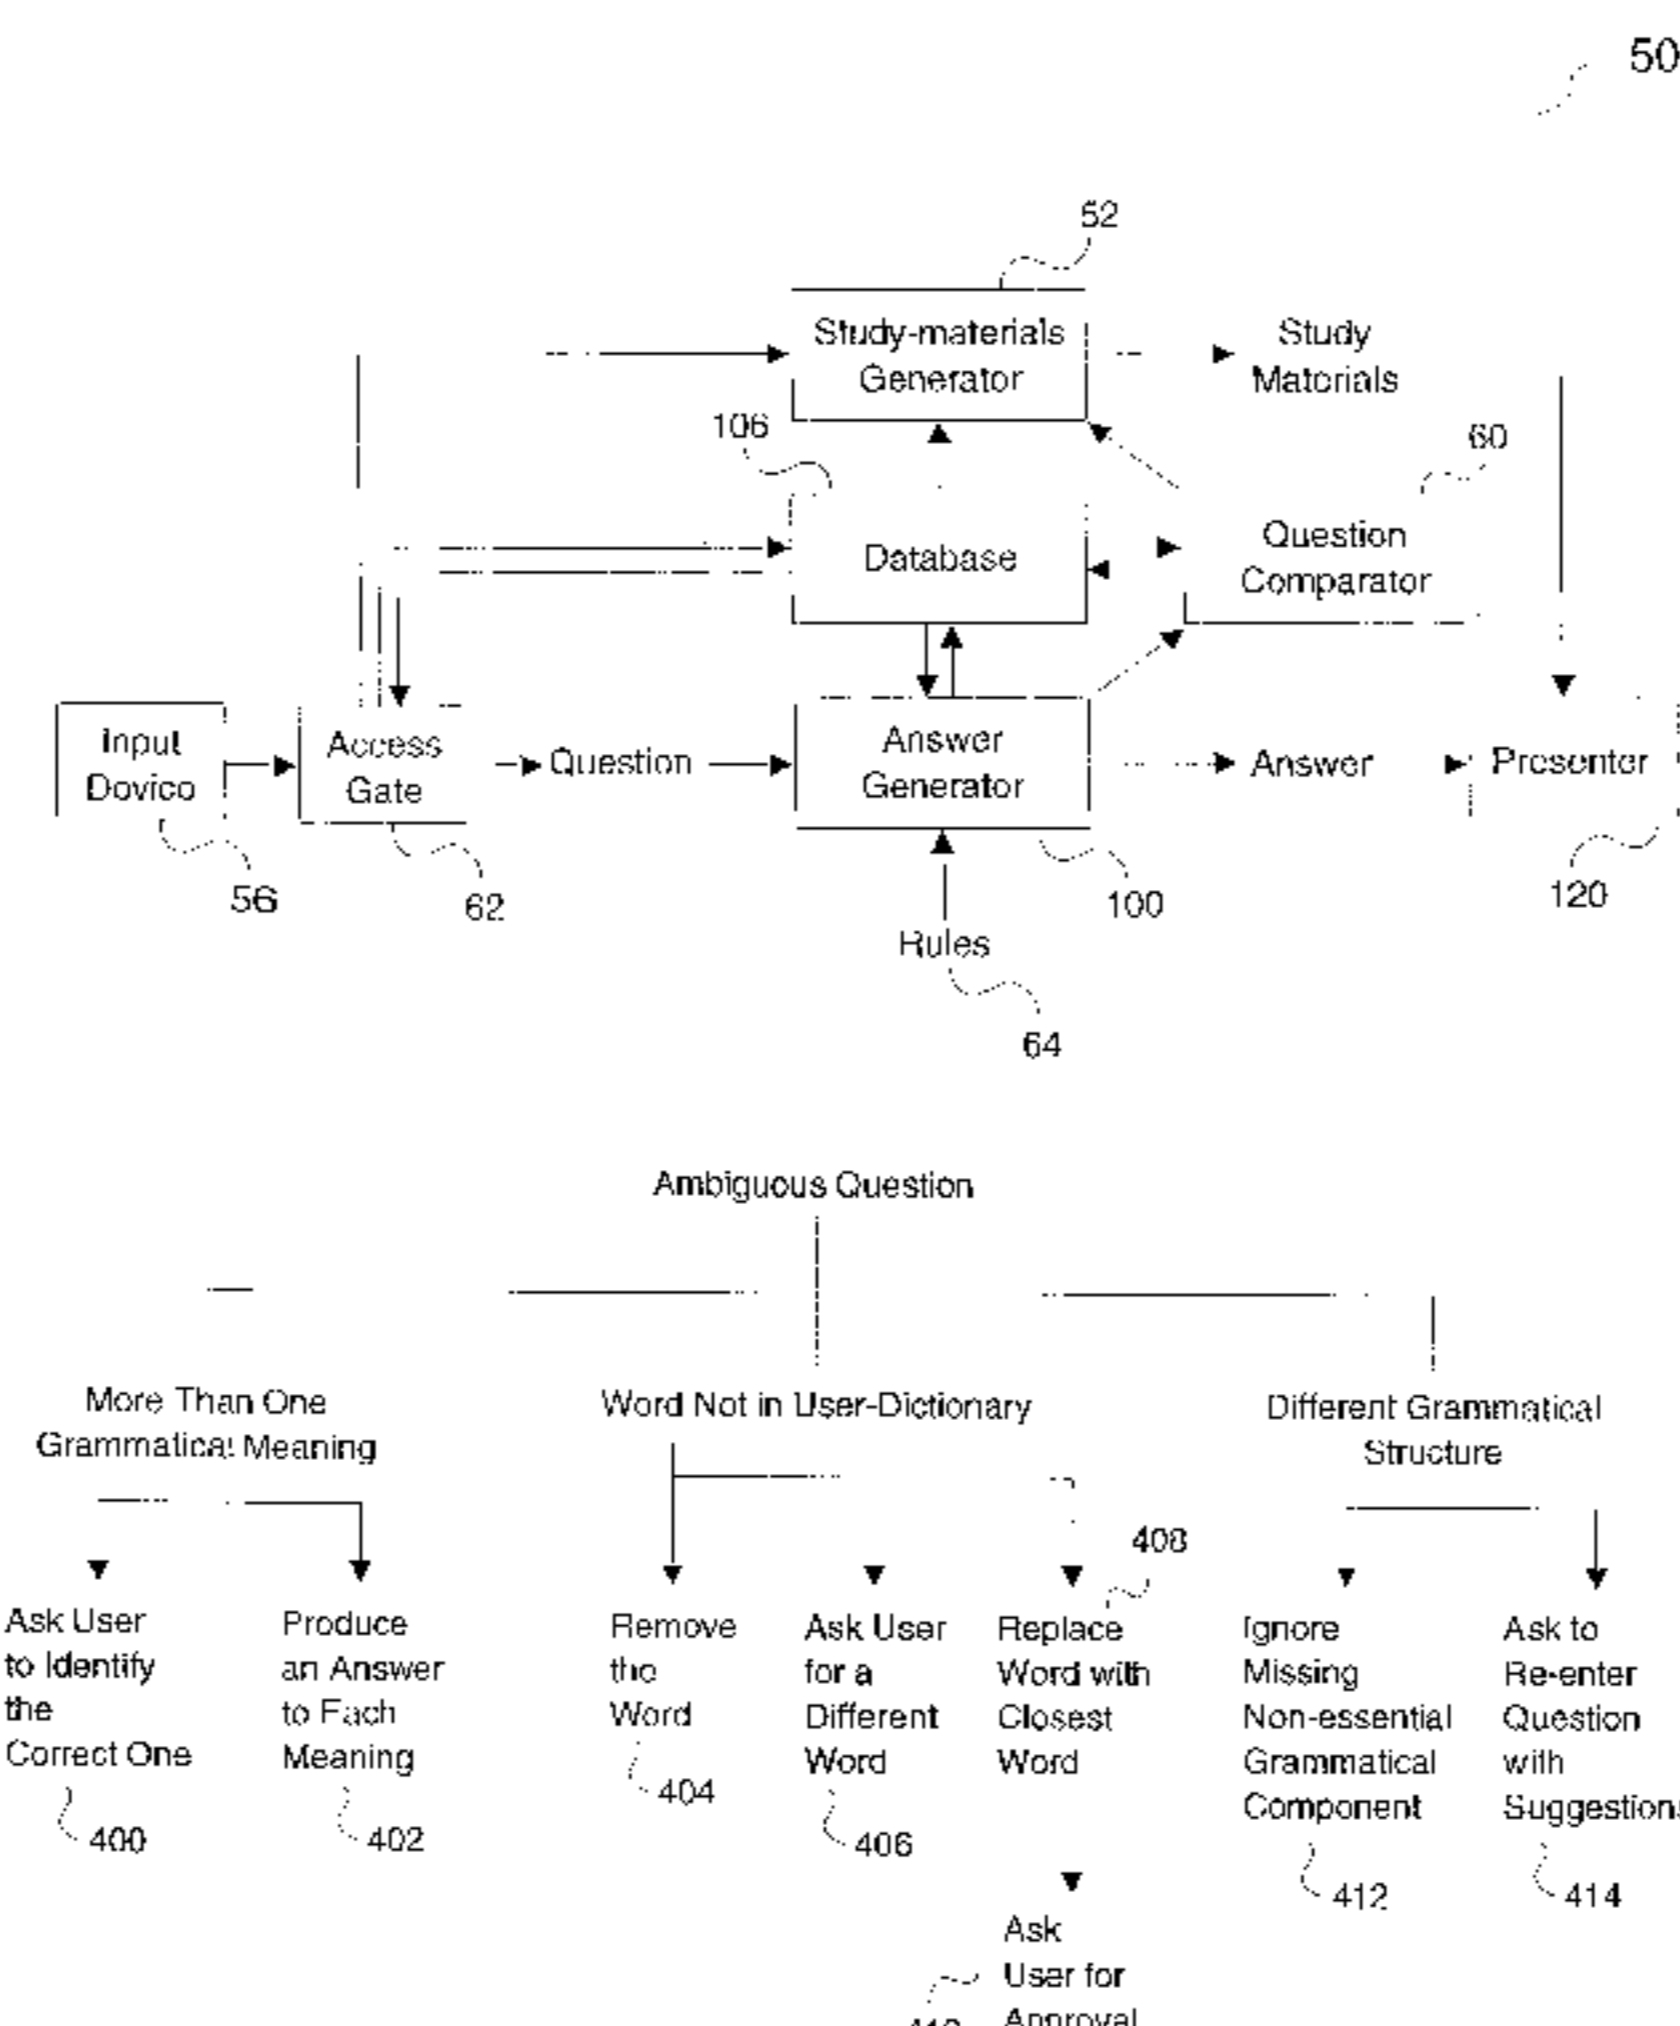 50
52
Study-materials
Generator
Study
Materials
106
60
Database
Question
Comparator
Input
Device
Access
Gate
Question
Answer
Generator
Answer
Presenter
56
62
100
120
Rules
64
Ambiguous Question
More Than One
Grammatical Meaning
Word Not in User-Dictionary
Different Grammatical
Structure
408
Ask User
to Identify
the
Correct One
Produce
an Answer
to Each
Meaning
Remove
the
Word
Ask User
for a
Different
Word
Replace
Word with
Closest
Word
Ignore
Missing
Non-essential
Grammatical
Component
Ask to
Re-enter
Question
with
Suggestions
400
402
404
406
412
414
Ask
User for
Approval